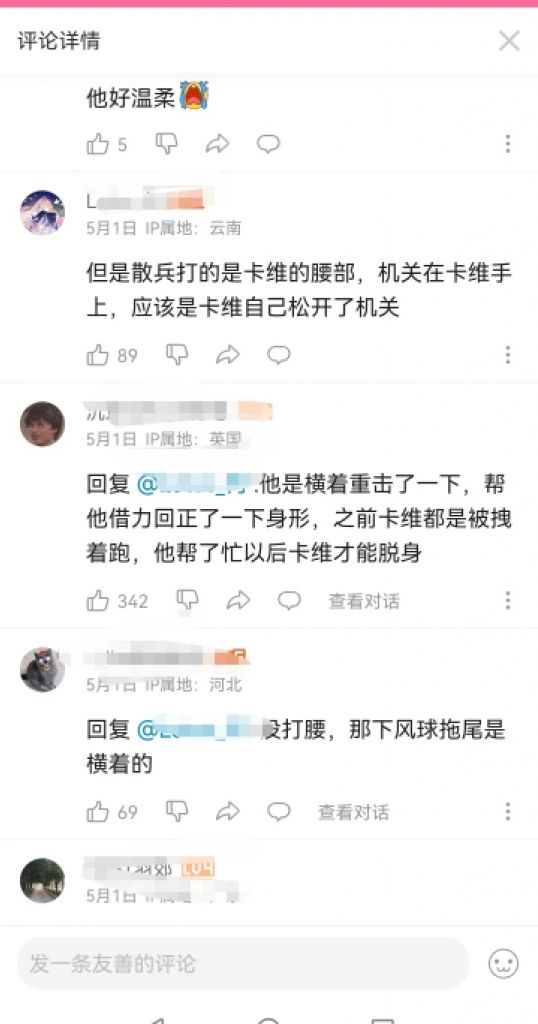 评论详情
他好温柔
5
5月1日 IP属地：云南
但是散兵打的是卡维的腰部，机关在卡维手
上，应该是卡维自己松开了机关
89
5月1日 IP属地：英国
回复 @ 他是横着重击了一下，帮
他借力回正了一下身形，之前卡维都是被拽
着跑，他帮了忙以后卡维才能脱身
342 查看对话
5月1日 IP属地：河北
回复 @ 没打腰，那下风球拖尾是
横着的
69 查看对话
5月1日
发一条友善的评论